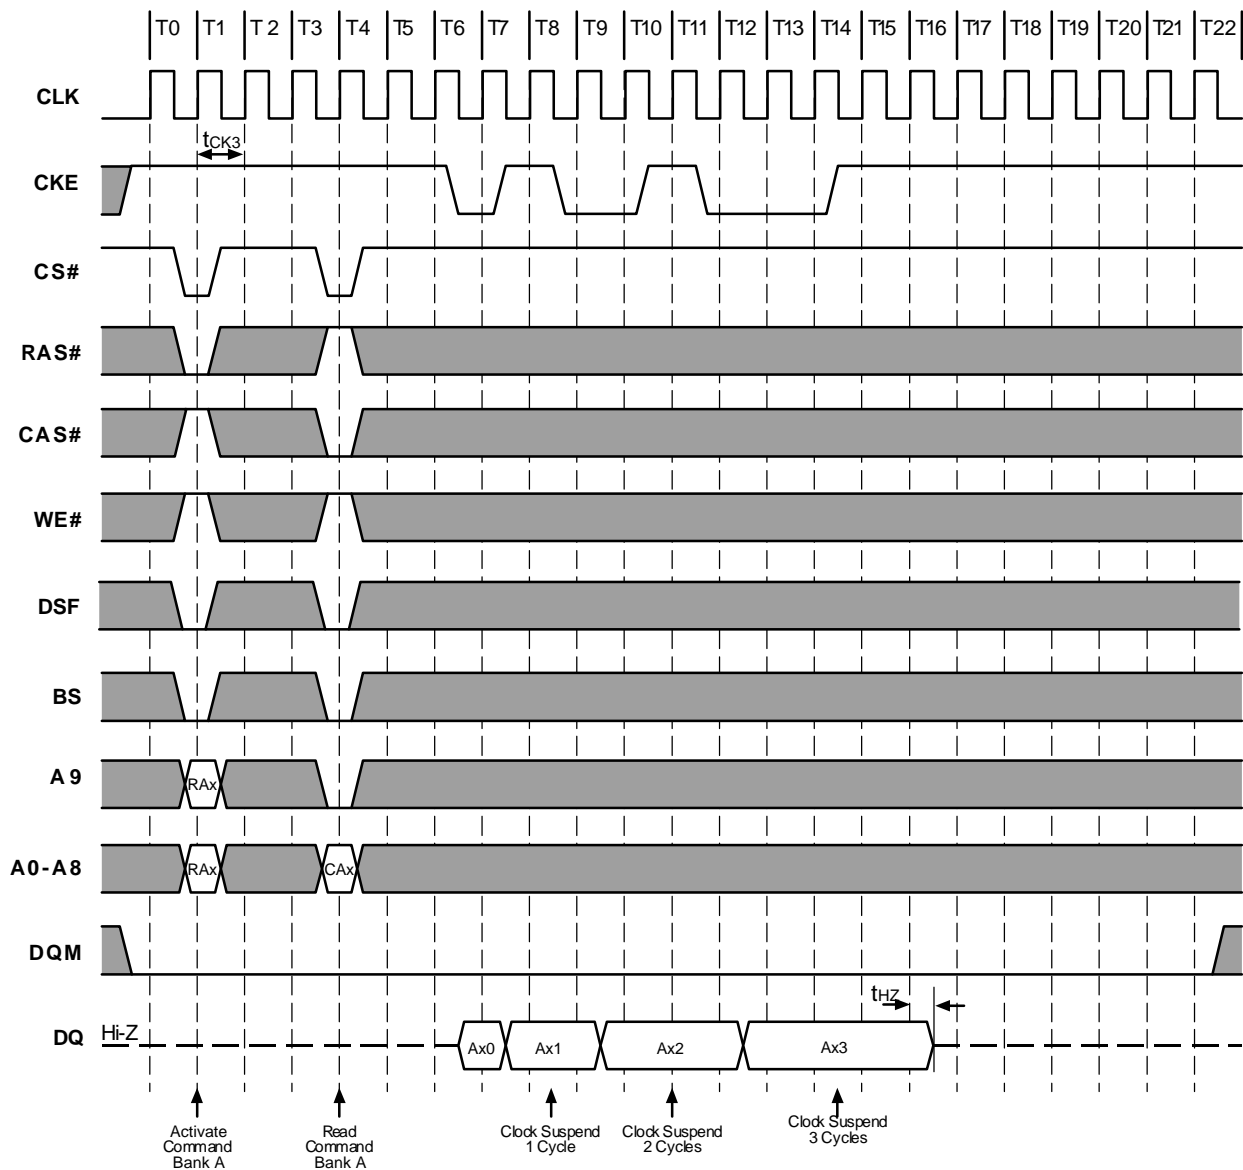 T0 T1 T 2 T3 T4 T5 T6 T7 T8 T9 T10 T11 T12 T13 T14 T15 T16 T17 T18 T19 T20 T21 T22
CLK
tCK3
CKE
CS#
RAS#
CAS#
WE#
DSF
BS
A9
RAx
A0-A8
RAx CAx
DQM
tHZ
DQ Hi-Z
Ax0 Ax1 Ax2 Ax3
Activate
Command
Bank A
Read
Command
Bank A
Clock Suspend
1 Cycle
Clock Suspend
2 Cycles
Clock Suspend
3 Cycles